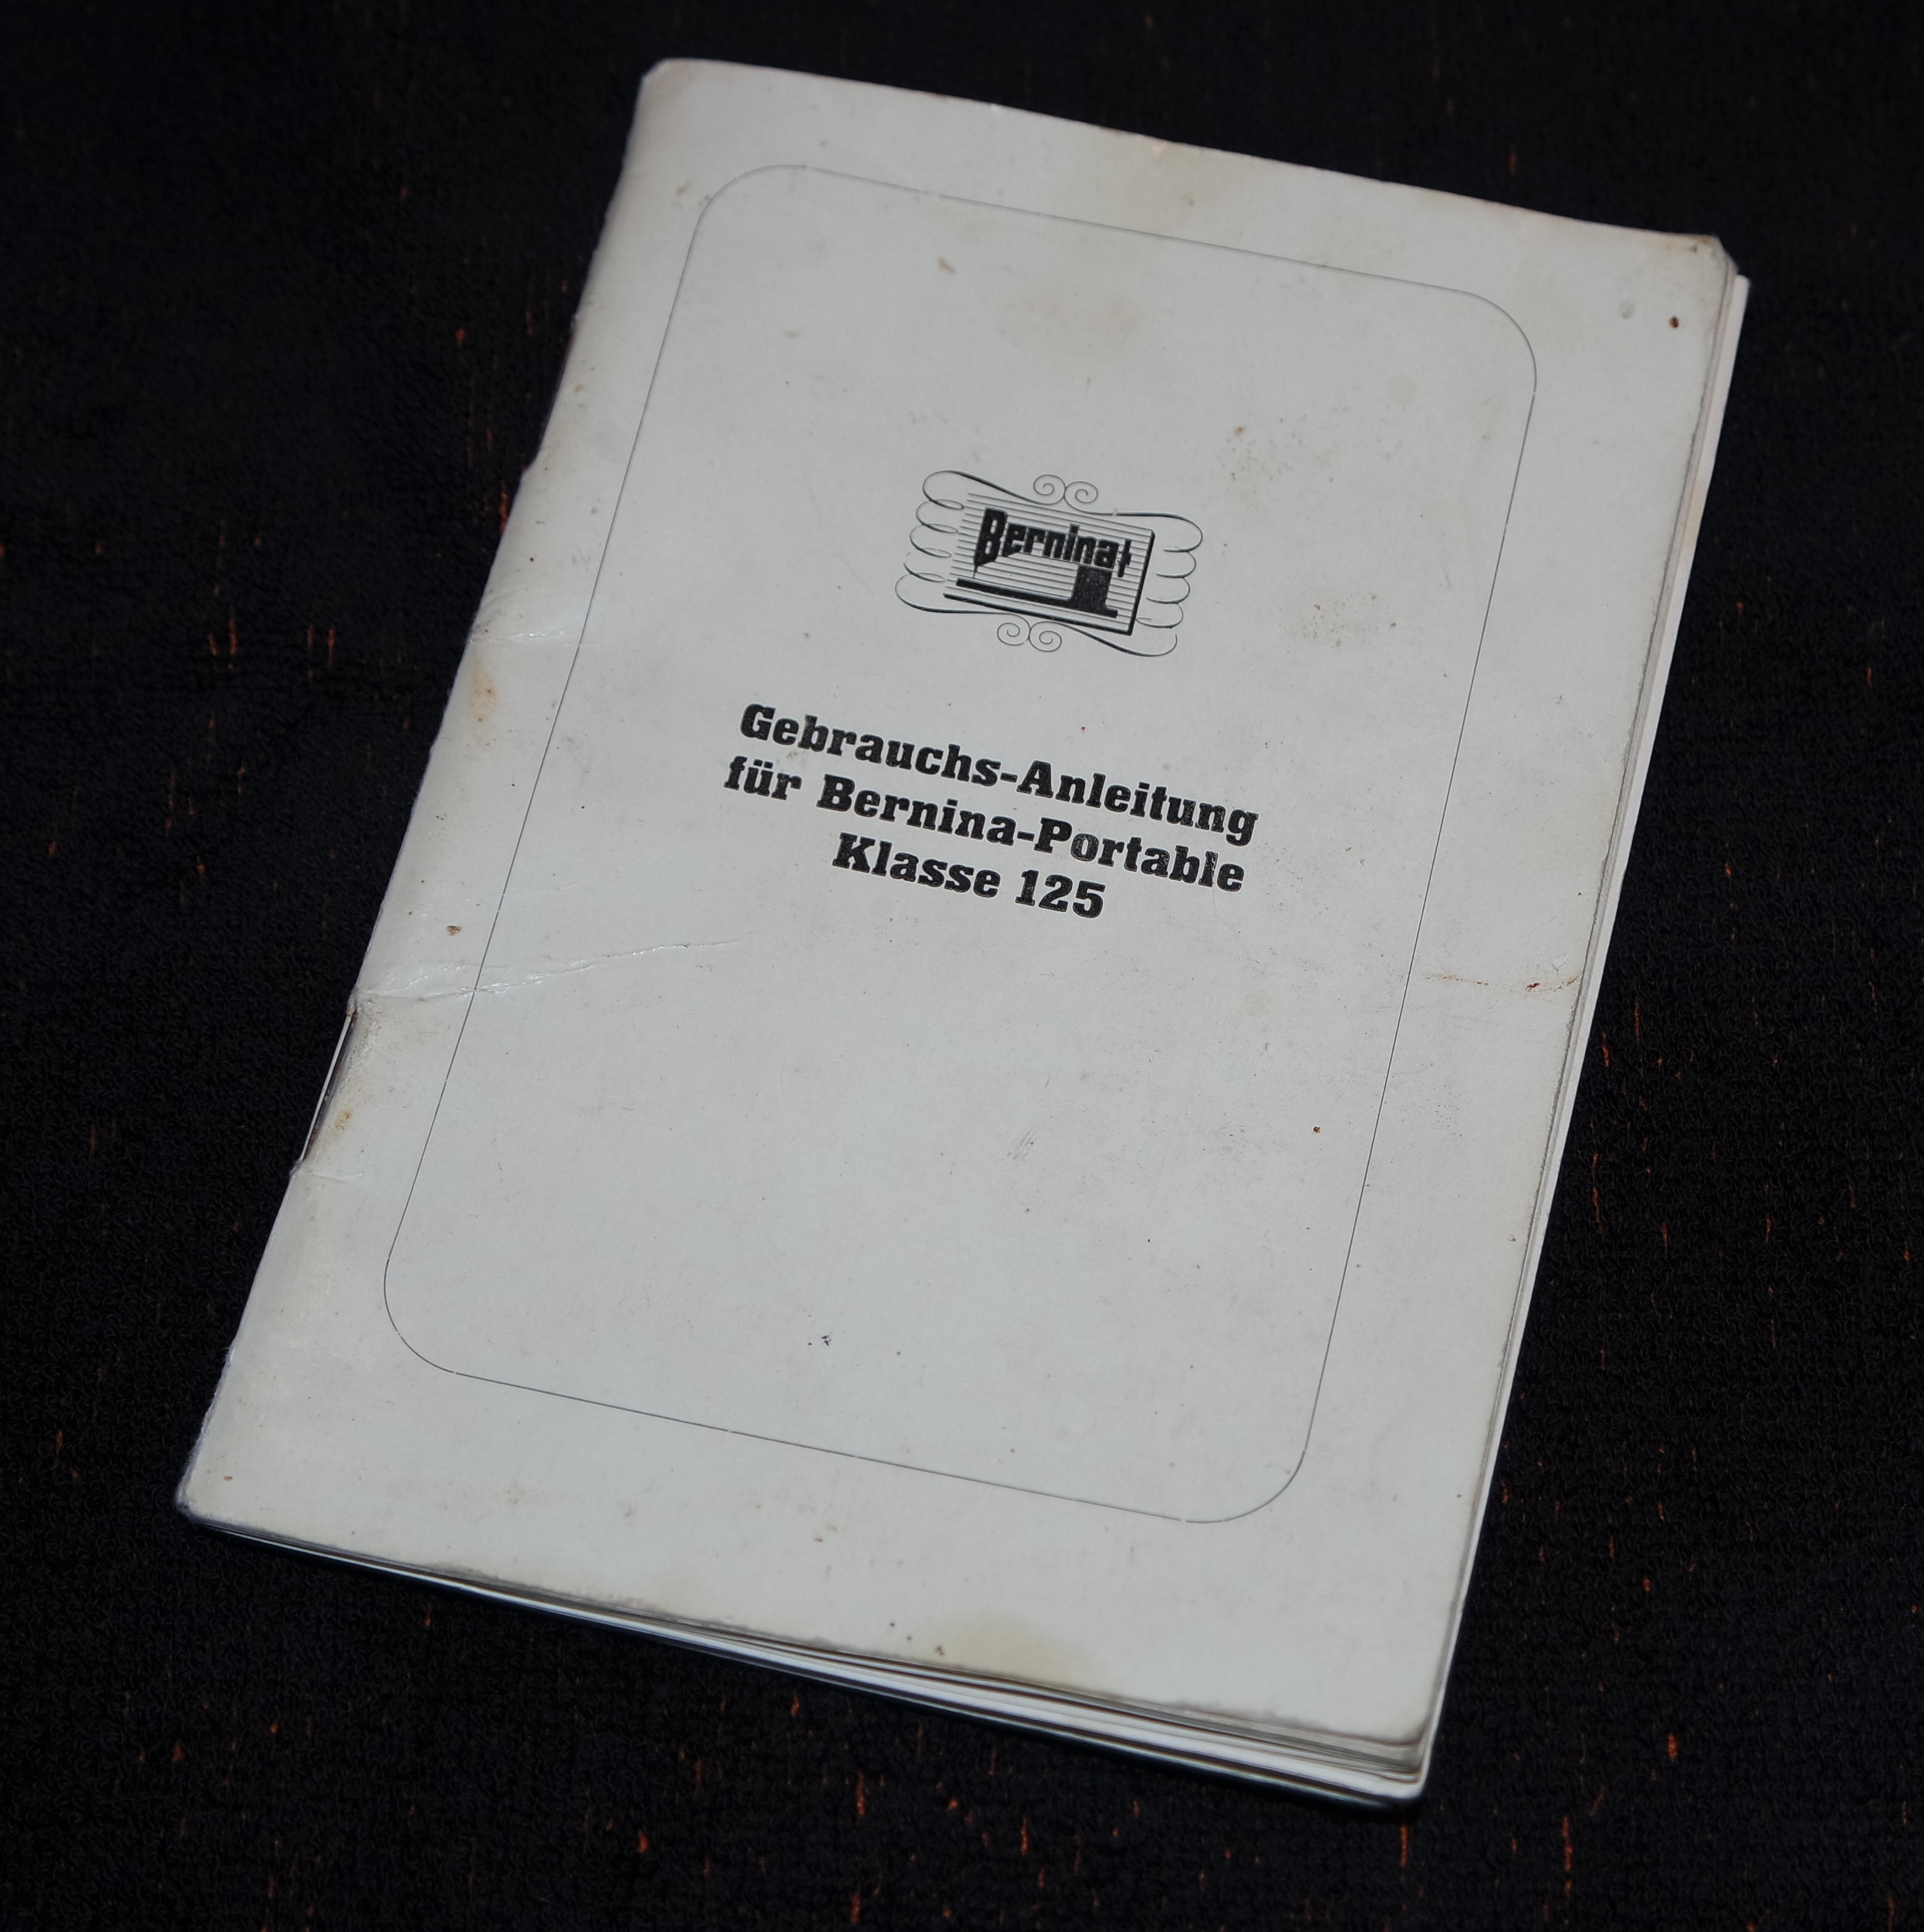 Bernina
Gebrauchs-Anleitung
für Bernina-Portable
Klasse 125